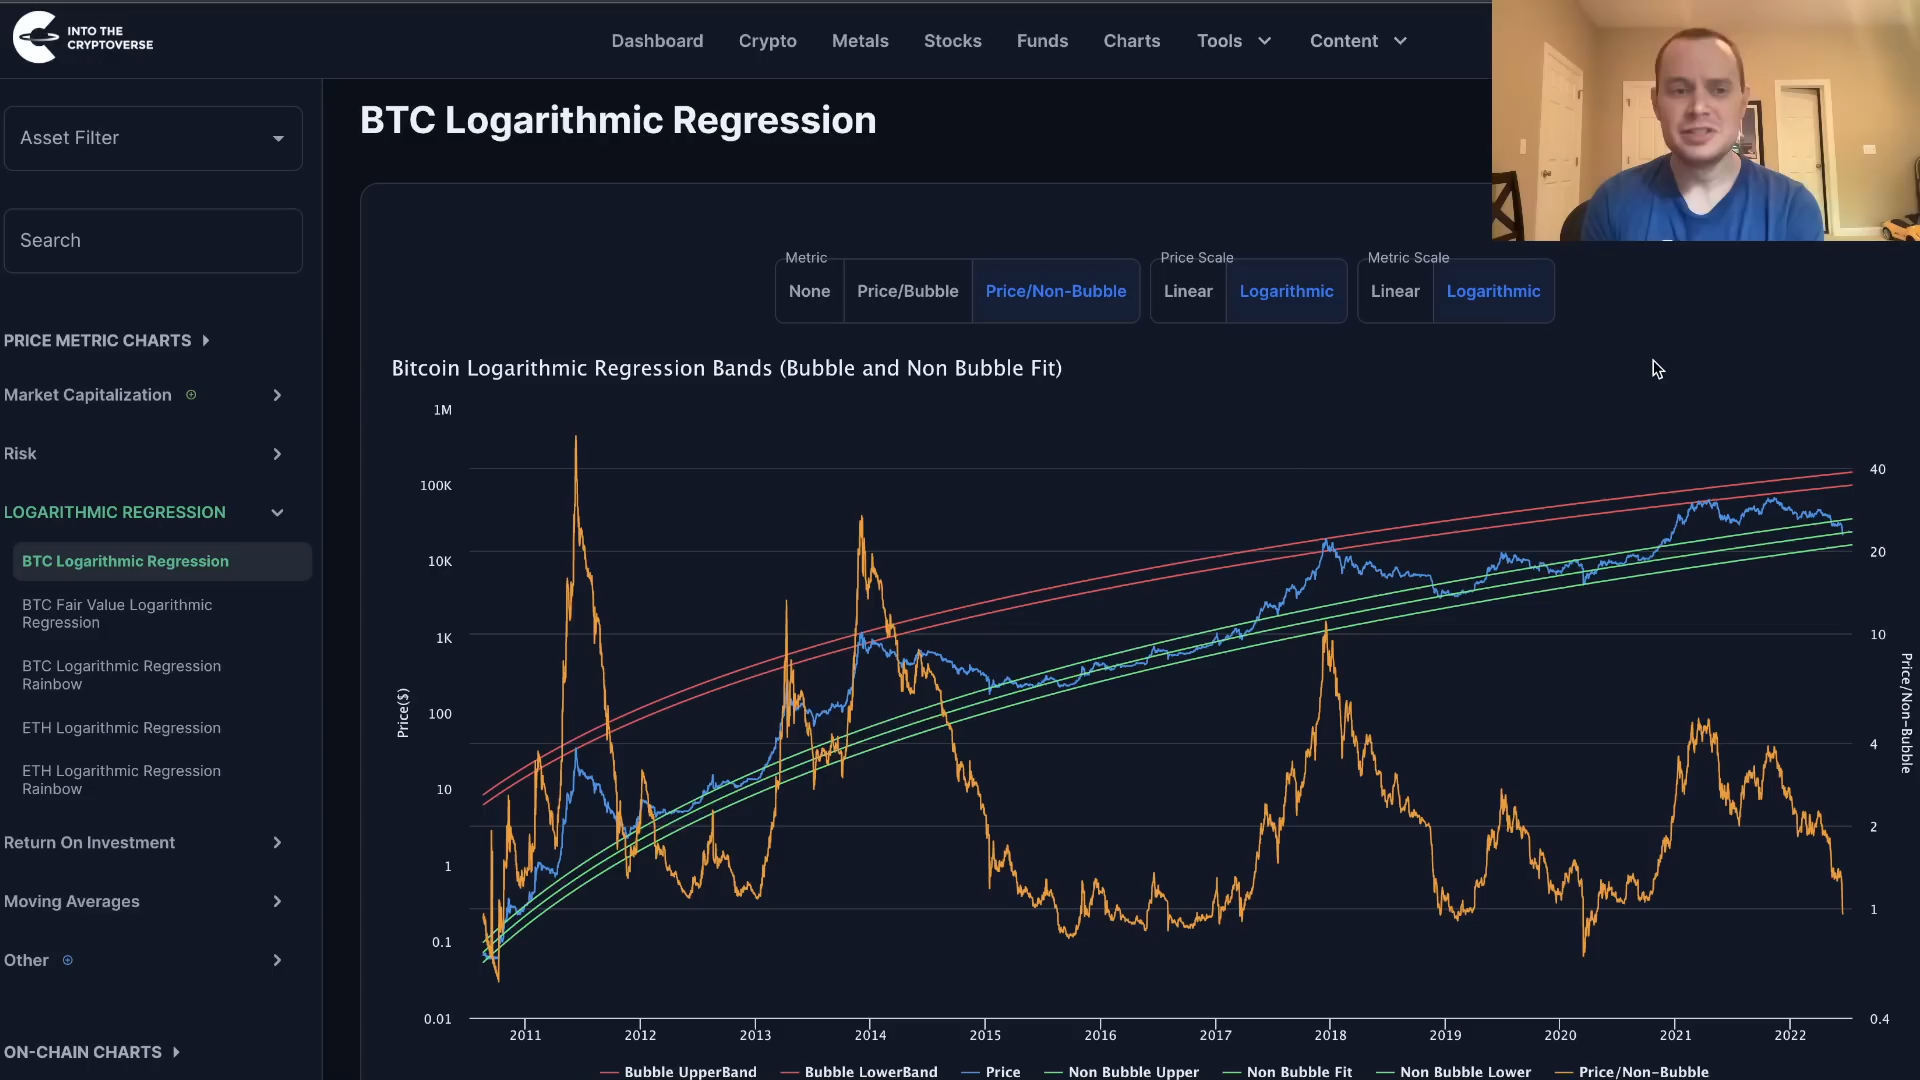 INTO THE
CRYPTOVERSE
Dashboard Crypto Metals Stocks Funds Charts Tools Content
Asset Filter
Search
PRICE METRIC CHARTS
Market Capitalization
Risk
LOGARITHMIC REGRESSION
BTC Logarithmic Regression
BTC Fair Value Logarithmic
Regression
BTC Logarithmic Regression
Rainbow
ETH Logarithmic Regression
ETH Logarithmic Regression
Rainbow
Return On Investment
Moving Averages
Other
ON-CHAIN CHARTS
BTC Logarithmic Regression
Metric Price Scale Metric Scale
None Price/Bubble Price/Non-Bubble Linear Logarithmic Linear Logarithmic
Bitcoin Logarithmic Regression Bands (Bubble and Non Bubble Fit)
1M
100K
10K
1K
100
10
1
0.1
0.01
Price($)
40
20
10
4
2
1
0.4
Price/Non-Bubble
2011 2012 2013 2014 2015 2016 2017 2018 2019 2020 2021 2022
Bubble UpperBand Bubble LowerBand Price Non Bubble Upper Non Bubble Fit Non Bubble Lower Price/Non-Bubble